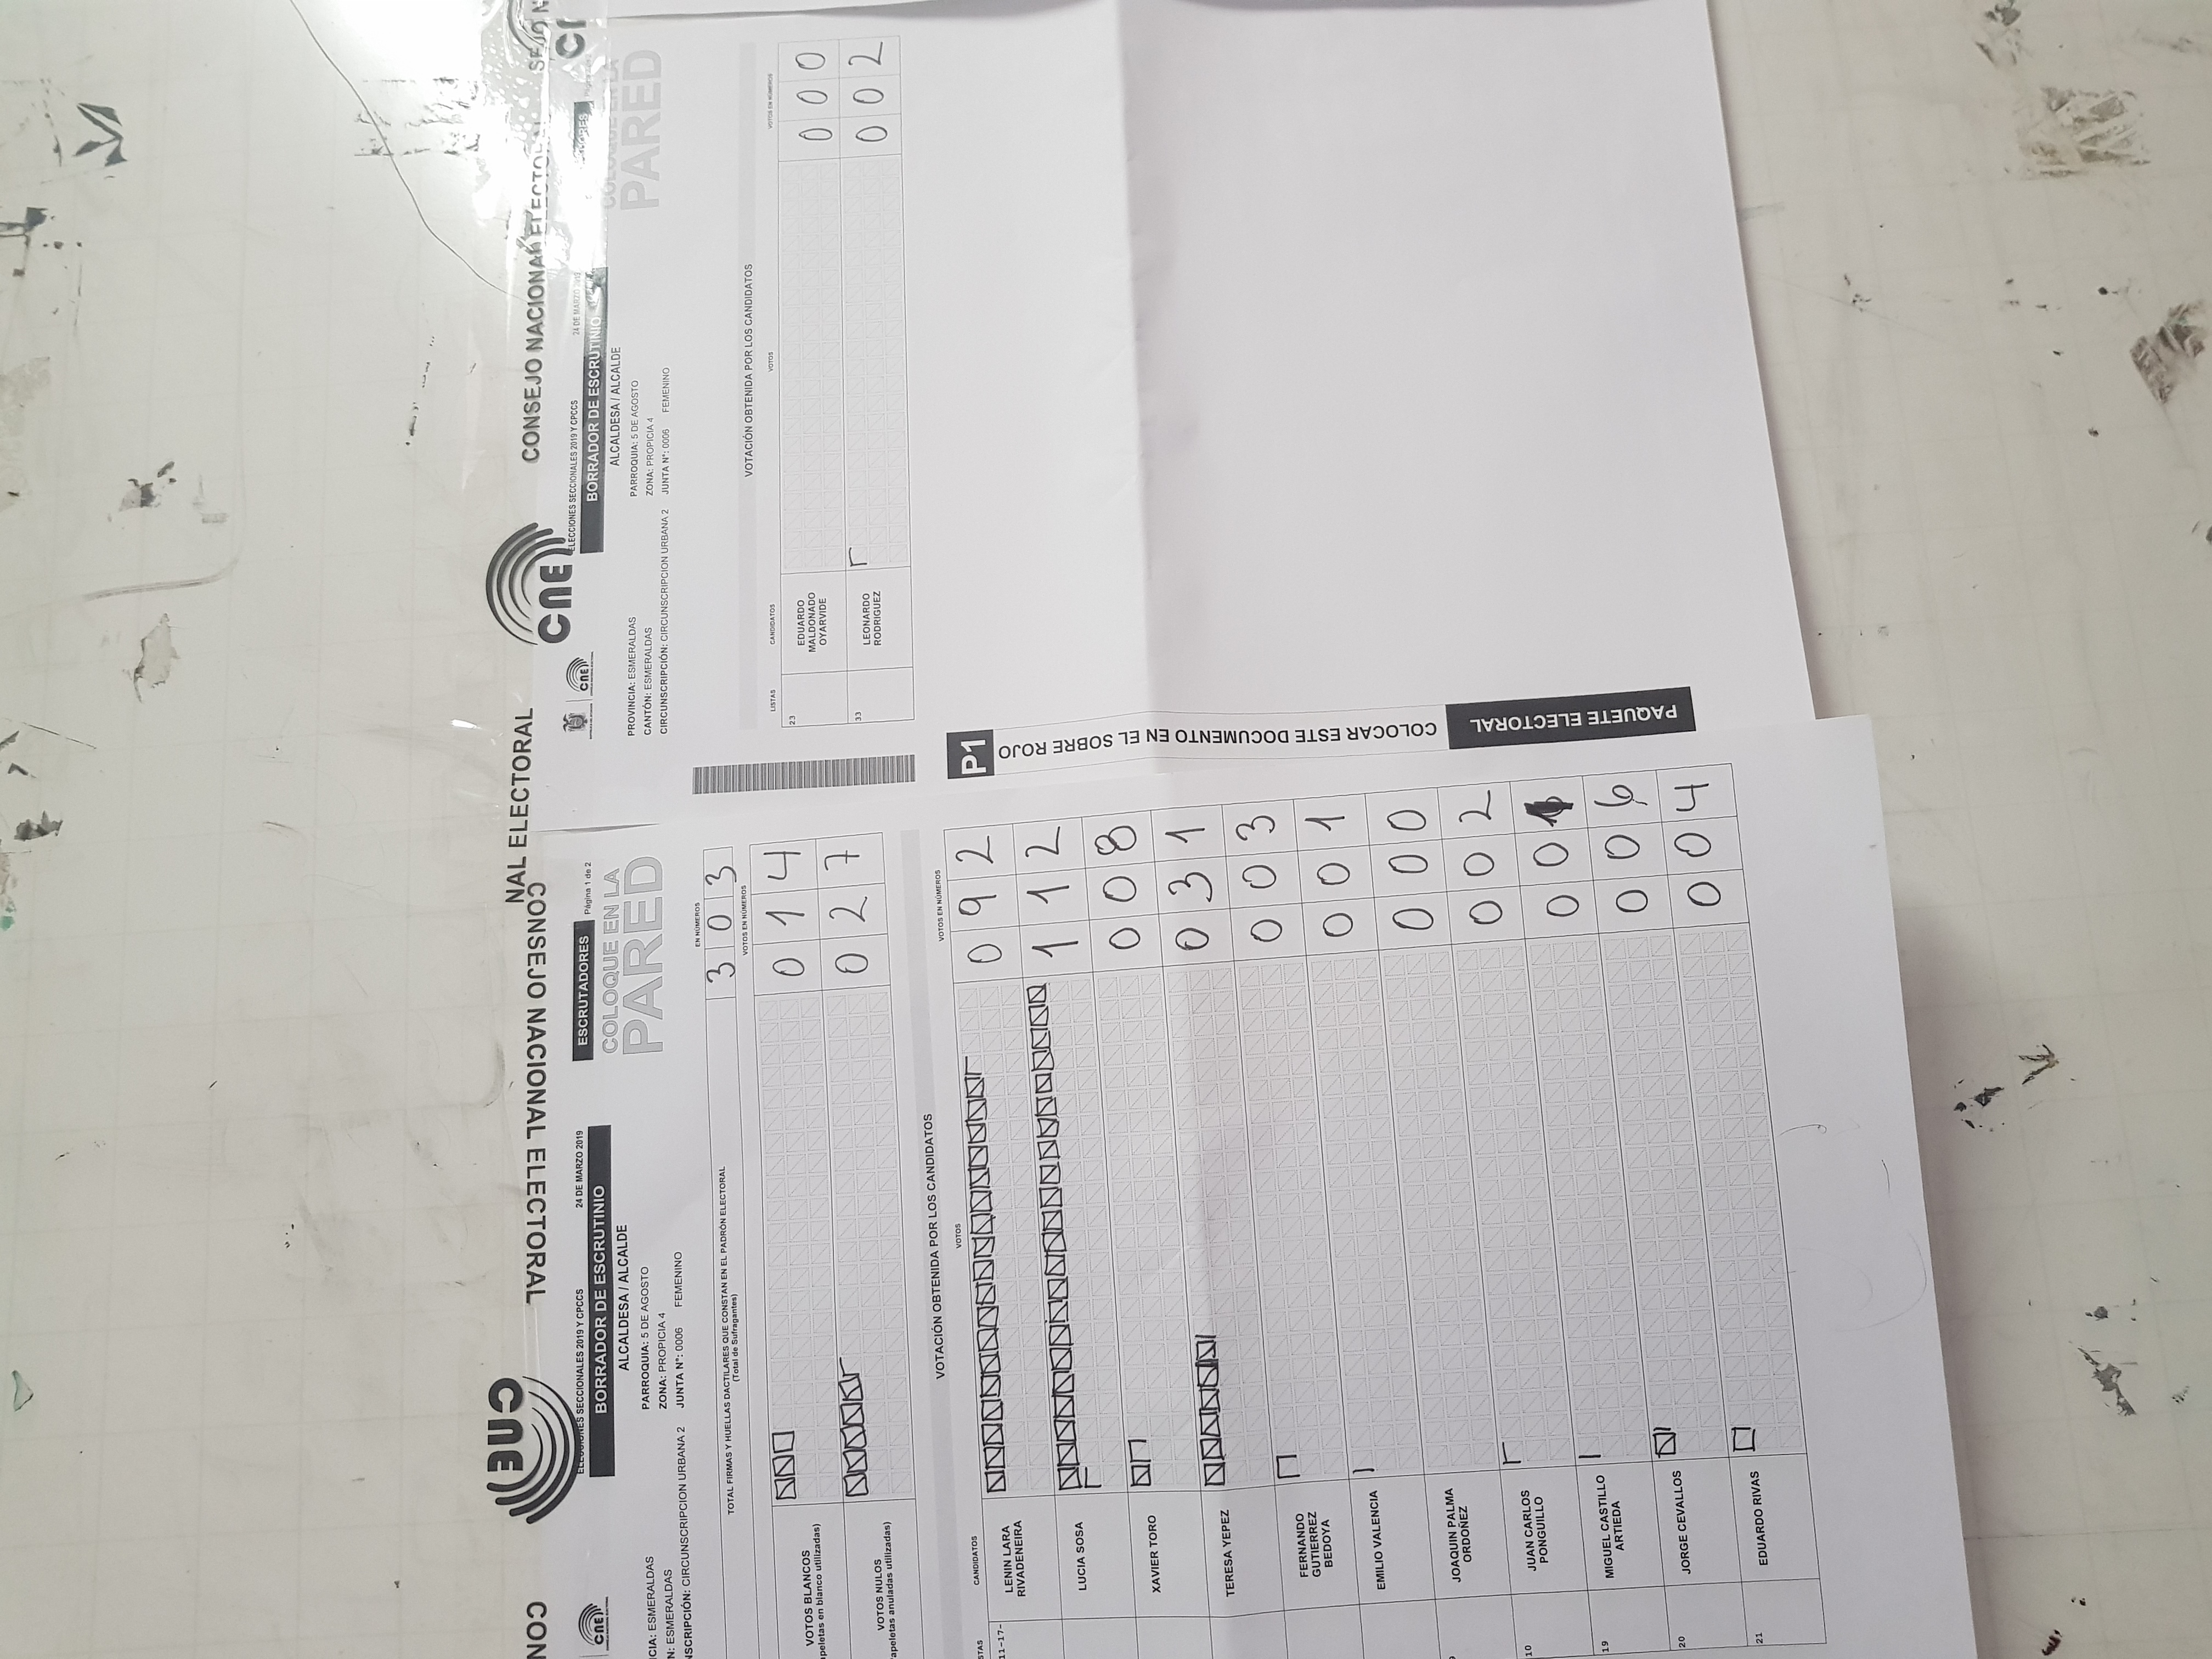 CNE
CONSEJO NACIONAL ELECTORAL
NAL ELECTORAL
CNE
ELECCIONES SECCIONALES 2019 Y CPCCS 24 DE MARZO 2019
BORRADOR DE ESCRUTINIO
ALCALDESA / ALCALDE
ESCRUTADORES Página 1 de 2
COLOQUE EN LA
PARED
CIA: ESMERALDAS PARROQUIA: 5 DE AGOSTO
N: ESMERALDAS ZONA: PROPICIA 4
NSCRIPCIÓN: CIRCUNSCRIPCION URBANA 2 JUNTA N°: 0006 FEMENINO
EN NÚMEROS
TOTAL FIRMAS Y HUELLAS DACTILARES QUE CONSTAN EN EL PADRÓN ELECTORAL 3 0 3
(Total de Sufragantes)
VOTOS EN NÚMEROS
VOTOS BLANCOS 0 1 4
apeletas en blanco utilizadas)
VOTOS NULOS 0 2 7
apeletas anuladas utilizadas)
VOTACIÓN OBTENIDA POR LOS CANDIDATOS
STAS CANDIDATOS VOTOS VOTOS EN NÚMEROS
11-17- LENIN LARA RIVADENEIRA 0 9 2
LUCIA SOSA 1 1 2
XAVIER TORO 0 0 8
TERESA YEPEZ 0 3 1
FERNANDO GUTIERREZ BEDOYA 0 0 3
EMILIO VALENCIA 0 0 1
JOAQUIN PALMA ORDOÑEZ 0 0 0
10 JUAN CARLOS PONGUILLO 0 0 2
19 MIGUEL CASTILLO ARTIEDA 0 0 1
20 JORGE CEVALLOS 0 0 6
21 EDUARDO RIVAS 0 0 4
P1
COLOCAR ESTE DOCUMENTO EN EL SOBRE ROJO
PAQUETE ELECTORAL
CNE
CONSEJO NACIONAL ELECTORAL
CNE
ELECCIONES SECCIONALES 2019 Y CPCCS 24 DE MARZO 2019
BORRADOR DE ESCRUTINIO
ALCALDESA / ALCALDE
COLOQUE EN LA
PARED
PROVINCIA: ESMERALDAS PARROQUIA: 5 DE AGOSTO
CANTÓN: ESMERALDAS ZONA: PROPICIA 4
CIRCUNSCRIPCIÓN: CIRCUNSCRIPCION URBANA 2 JUNTA N°: 0006 FEMENINO
VOTACIÓN OBTENIDA POR LOS CANDIDATOS
LISTAS CANDIDATOS VOTOS VOTOS EN NÚMEROS
23 EDUARDO MALDONADO OYARVIDE 0 0 0
33 LEONARDO RODRIGUEZ 0 0 2